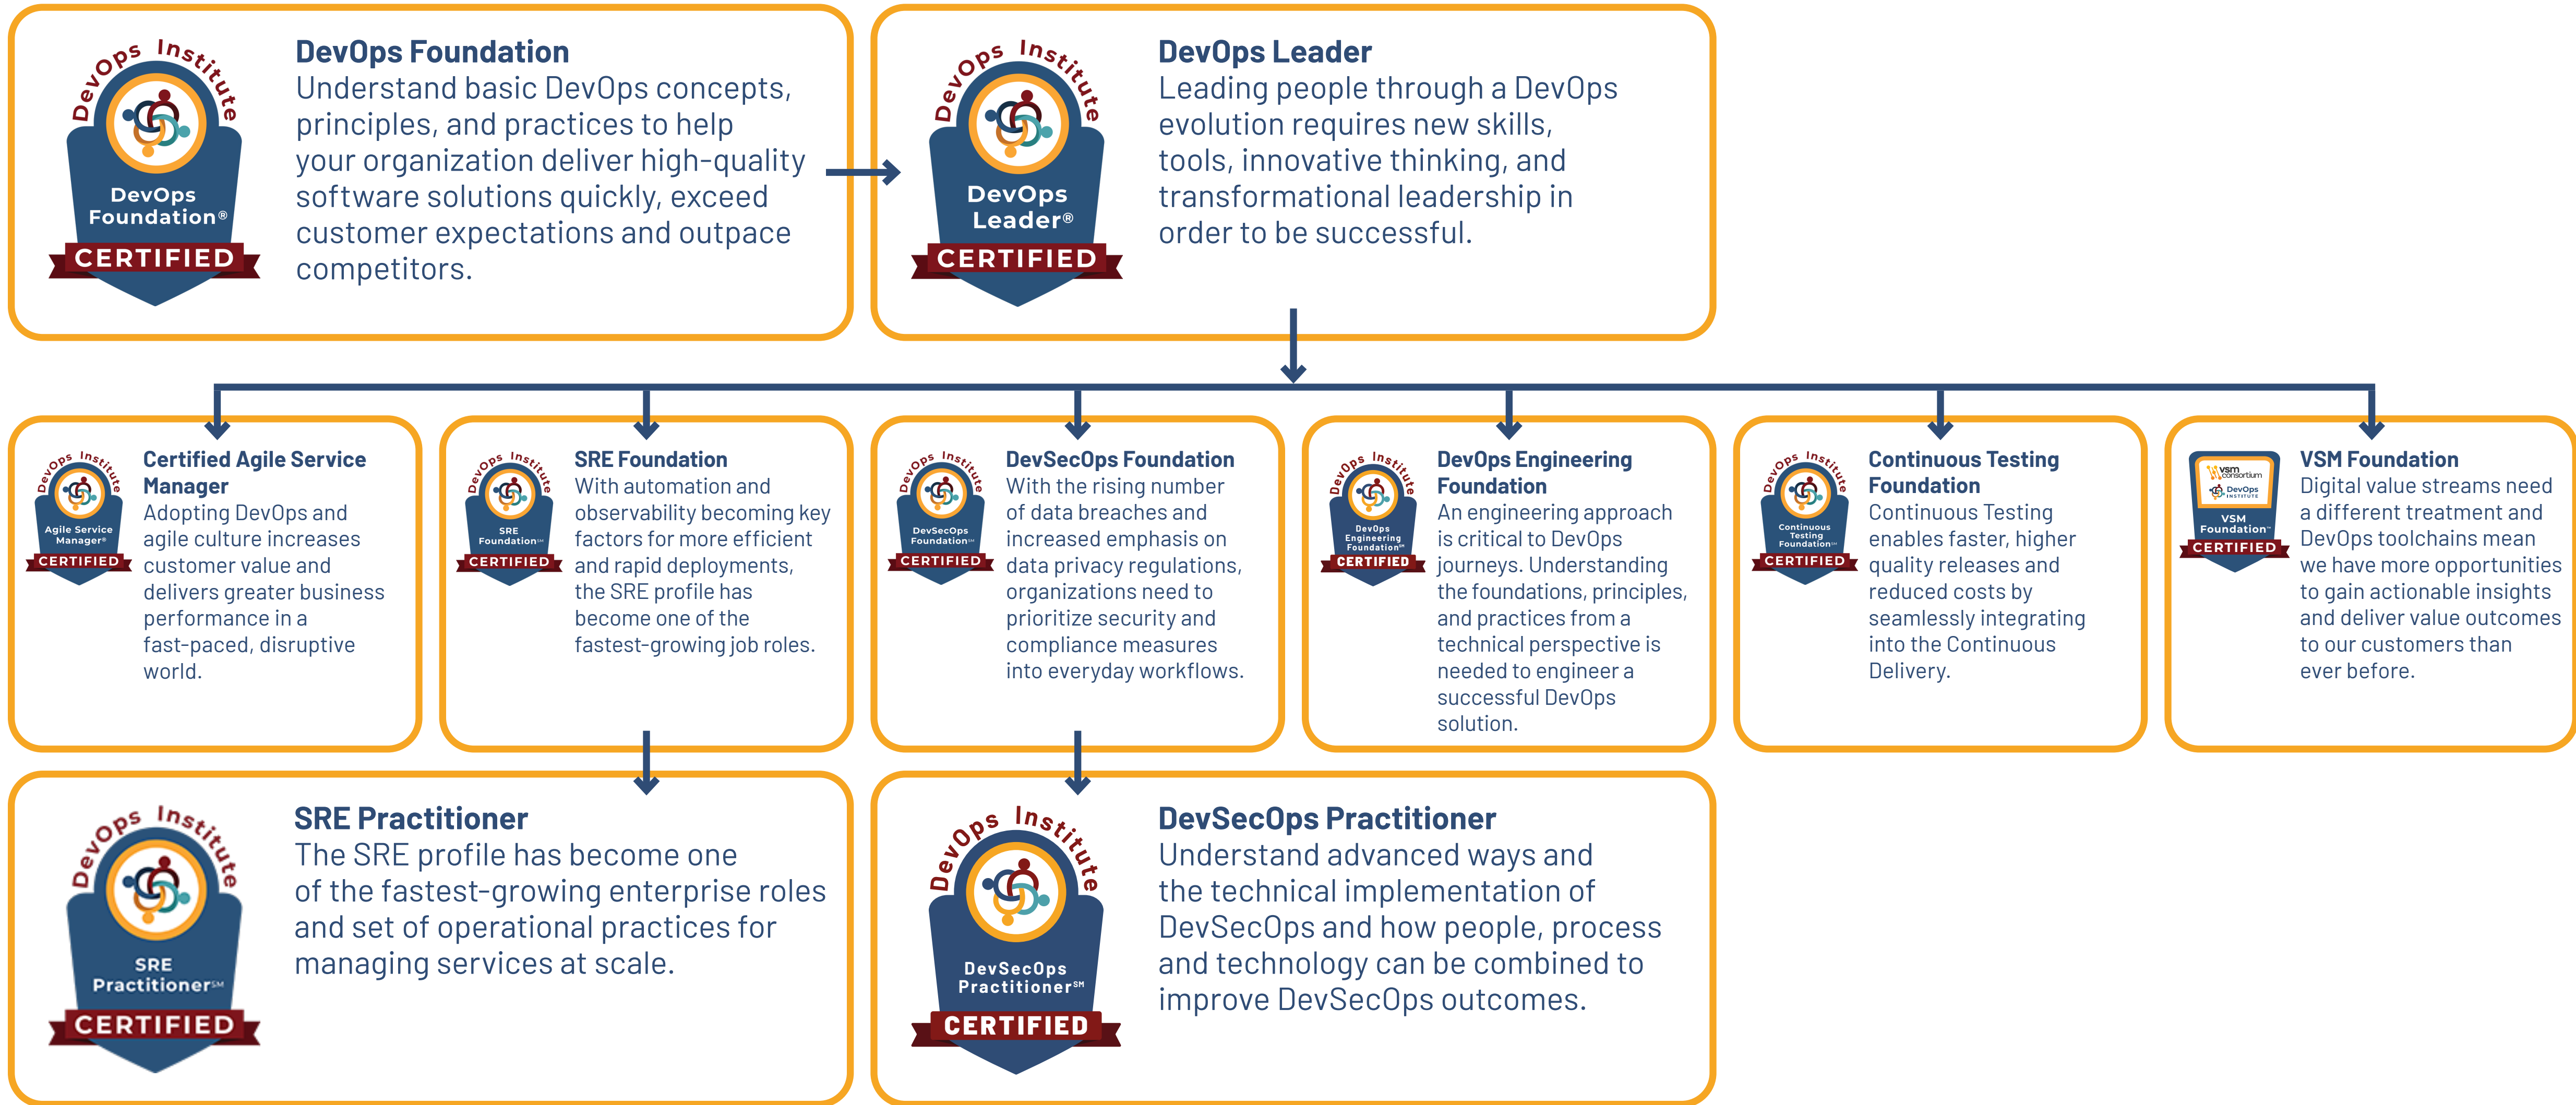 DevOps Institute
DevOps
Foundation®
CERTIFIED
DevOps Foundation
Understand basic DevOps concepts,
principles, and practices to help
your organization deliver high-quality
software solutions quickly, exceed
customer expectations and outpace
competitors.
DevOps Institute
DevOps
Leader®
CERTIFIED
DevOps Leader
Leading people through a DevOps
evolution requires new skills,
tools, innovative thinking, and
transformational leadership in
order to be successful.
DevOps Institute
Agile Service
Manager®
CERTIFIED
Certified Agile Service
Manager
Adopting DevOps and
agile culture increases
customer value and
delivers greater business
performance in a
fast-paced, disruptive
world.
DevOps Institute
SRE
Foundation℠
CERTIFIED
SRE Foundation
With automation and
observability becoming key
factors for more efficient
and rapid deployments,
the SRE profile has
become one of the
fastest-growing job roles.
DevOps Institute
DevSecOps
Foundation℠
CERTIFIED
DevSecOps Foundation
With the rising number
of data breaches and
increased emphasis on
data privacy regulations,
organizations need to
prioritize security and
compliance measures
into everyday workflows.
DevOps Institute
DevOps
Engineering
Foundation℠
CERTIFIED
DevOps Engineering
Foundation
An engineering approach
is critical to DevOps
journeys. Understanding
the foundations, principles,
and practices from a
technical perspective is
needed to engineer a
successful DevOps
solution.
DevOps Institute
Continuous
Testing
Foundation℠
CERTIFIED
Continuous Testing
Foundation
Continuous Testing
enables faster, higher
quality releases and
reduced costs by
seamlessly integrating
into the Continuous
Delivery.
vsm
consortium
DevOps
INSTITUTE
VSM
Foundation™
CERTIFIED
VSM Foundation
Digital value streams need
a different treatment and
DevOps toolchains mean
we have more opportunities
to gain actionable insights
and deliver value outcomes
to our customers than
ever before.
DevOps Institute
SRE
Practitioner℠
CERTIFIED
SRE Practitioner
The SRE profile has become one
of the fastest-growing enterprise roles
and set of operational practices for
managing services at scale.
DevOps Institute
DevSecOps
Practitioner℠
CERTIFIED
DevSecOps Practitioner
Understand advanced ways and
the technical implementation of
DevSecOps and how people, process
and technology can be combined to
improve DevSecOps outcomes.